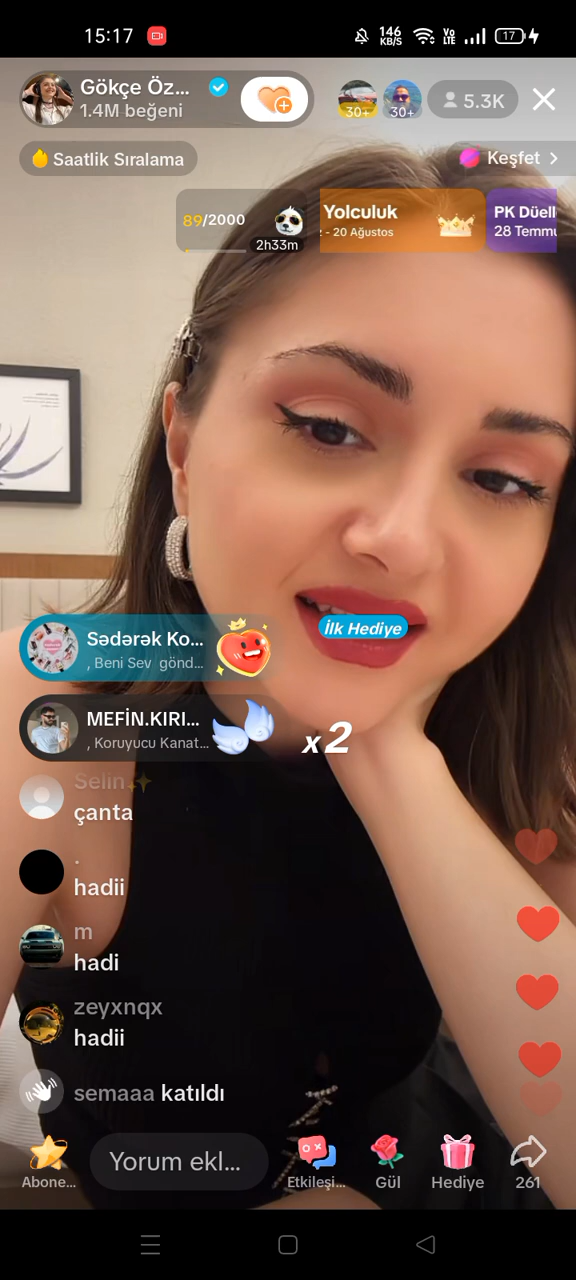 15:17
146
KB/S
Vo
LTE
17
Gökçe Öz...
1.4M beğeni
30+
30+
5.3K
Saatlik Sıralama
Keşfet
89/2000
2h33m
Yolculuk
- 20 Ağustos
PK Düell
28 Temmu
İlk Hediye
Sədərək Ko...
, Beni Sev gönd...
MEFİN.KIRI...
, Koruyucu Kanat...
x2
Selin✨
çanta
.
hadii
m
hadi
zeyxnqx
hadii
semaaa katıldı
Abone...
Yorum ekl...
Etkileşi...
Gül
Hediye
261